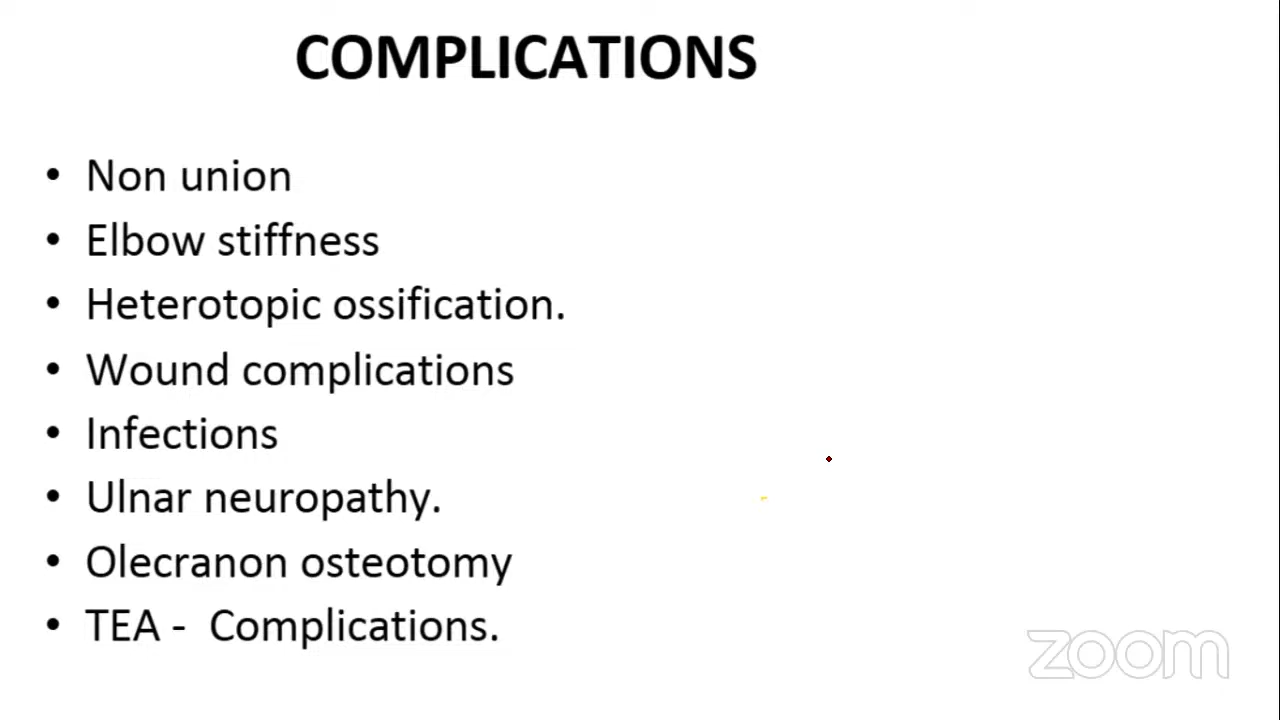 COMPLICATIONS
• Non union
• Elbow stiffness
• Heterotopic ossification.
• Wound complications
• Infections
• Ulnar neuropathy.
• Olecranon osteotomy
• TEA -  Complications.
zoom